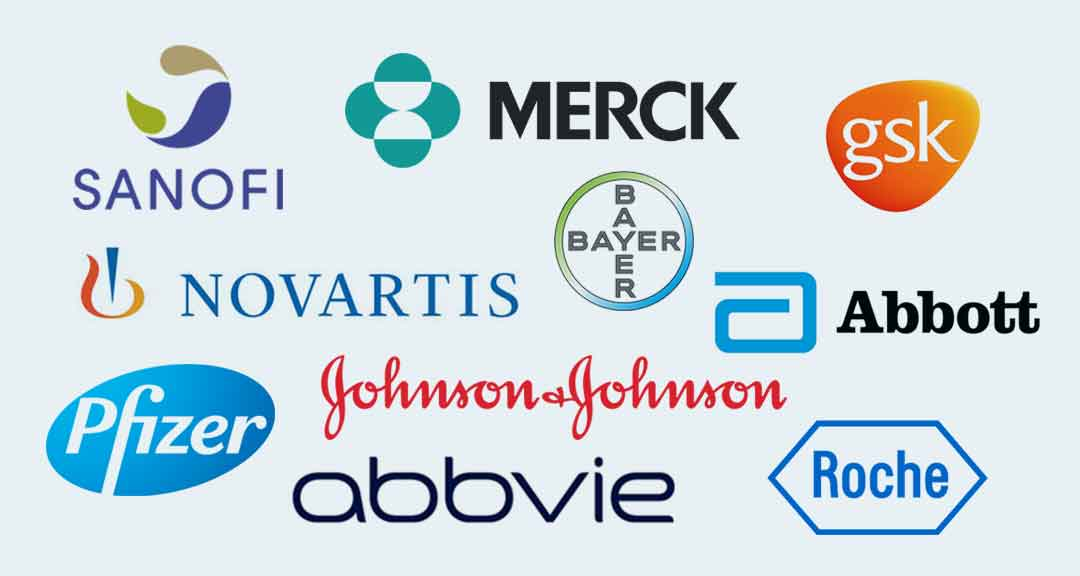 SANOFI
MERCK
gsk
BAYER
BAYER
NOVARTIS
Abbott
Pfizer
Johnson & Johnson
abbvie
Roche